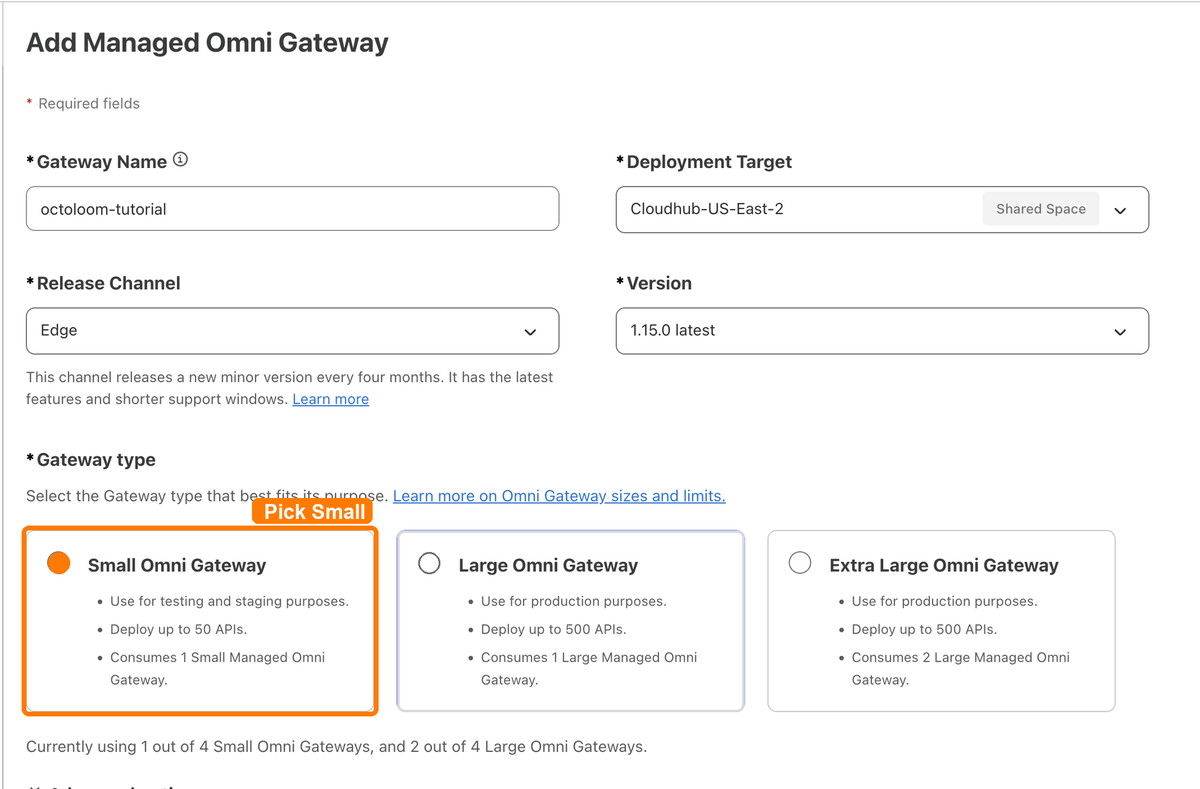 Add Managed Omni Gateway
* Required fields
*Gateway Name
*Deployment Target
octoloom-tutorial
Cloudhub-US-East-2
Shared Space
*Release Channel
*Version
Edge
1.15.0 latest
This channel releases a new minor version every four months. It has the latest
features and shorter support windows. Learn more
*Gateway type
Select the Gateway type that best fits its purpose. Learn more on Omni Gateway sizes and limits.
Pick Small
Small Omni Gateway
• Use for testing and staging purposes.
• Deploy up to 50 APIs.
• Consumes 1 Small Managed Omni
Gateway.
Large Omni Gateway
• Use for production purposes.
• Deploy up to 500 APIs.
• Consumes 1 Large Managed Omni
Gateway.
Extra Large Omni Gateway
• Use for production purposes.
• Deploy up to 500 APIs.
• Consumes 2 Large Managed Omni
Gateway.
Currently using 1 out of 4 Small Omni Gateways, and 2 out of 4 Large Omni Gateways.